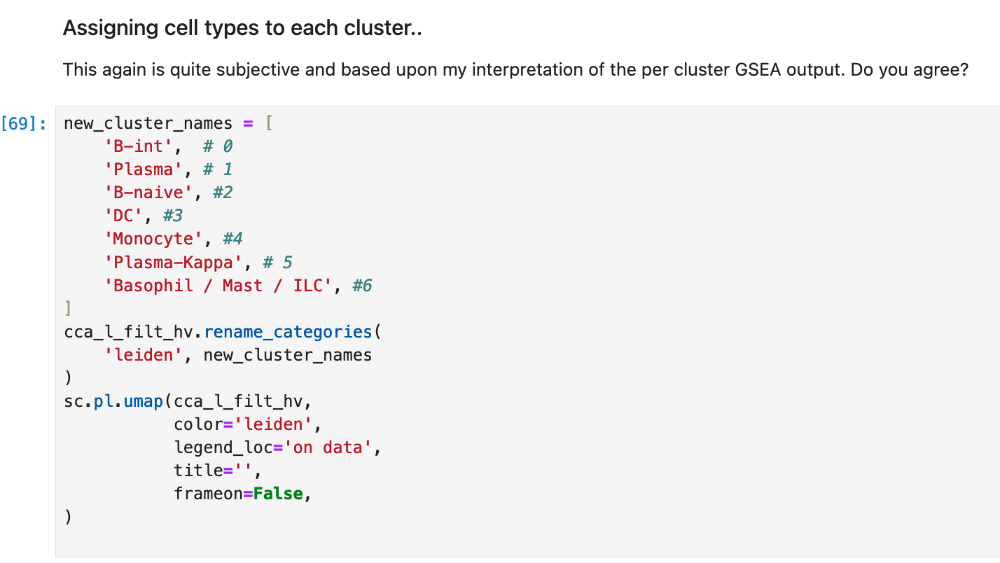 Assigning cell types to each cluster..
This again is quite subjective and based upon my interpretation of the per cluster GSEA output. Do you agree?
[69]:
new_cluster_names = [
    'B-int',  # 0
    'Plasma', # 1
    'B-naive', #2
    'DC', #3
    'Monocyte', #4
    'Plasma-Kappa', # 5
    'Basophil / Mast / ILC', #6
]
cca_l_filt_hv.rename_categories(
    'leiden', new_cluster_names
)
sc.pl.umap(cca_l_filt_hv,
           color='leiden',
           legend_loc='on data',
           title='',
           frameon=False,
)